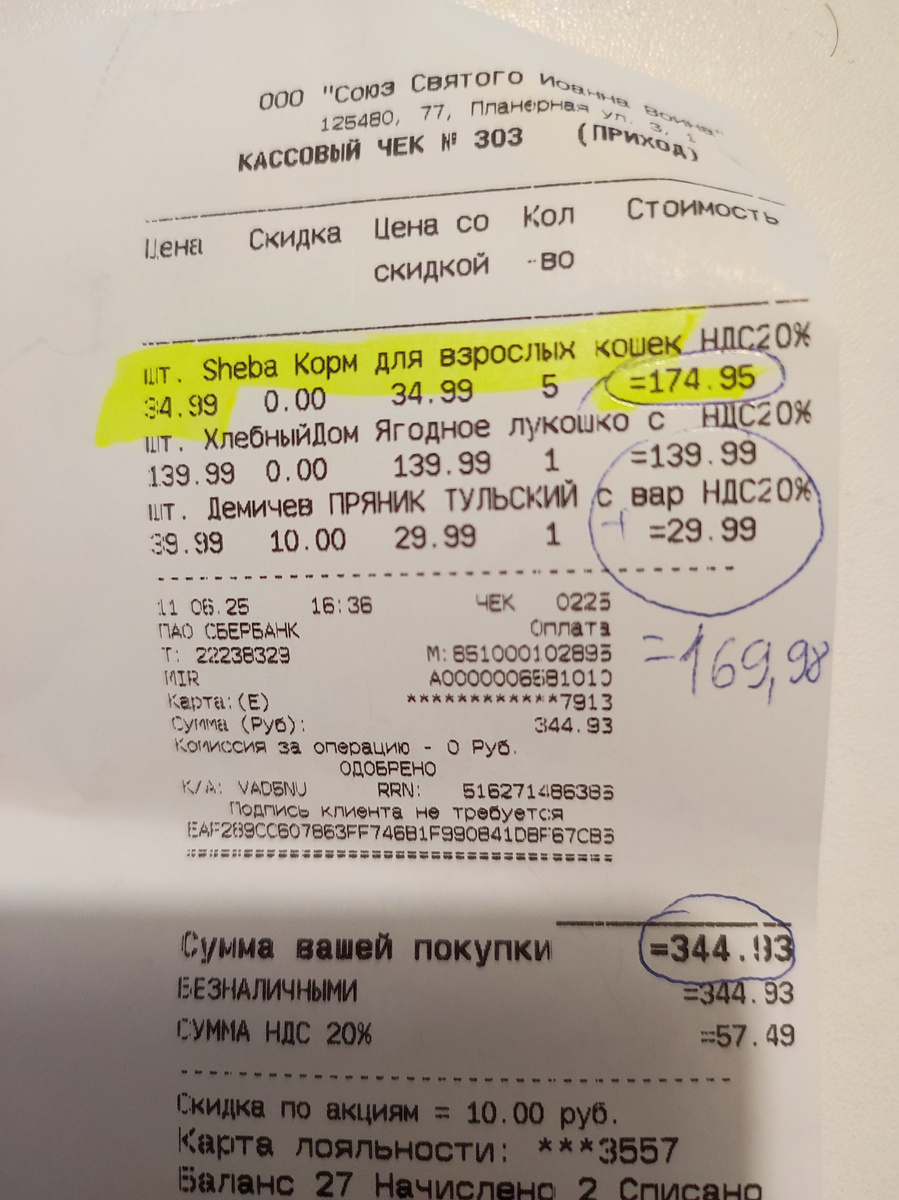 ООО "Союз Святого Иоанна Воина"
125480, 77, Планерная ул. 3, 1
КАССОВЫЙ ЧЕК № 303 (ПРИХОД)
Цена Скидка Цена со скидкой Кол-во Стоимость
шт. Sheba Корм для взрослых кошек НДС20%
34.99 0.00 34.99 5 =174.95
шт. ХлебныйДом Ягодное лукошко с НДС20%
139.99 0.00 139.99 1 =139.99
шт. Демичев ПРЯНИК ТУЛЬСКИЙ с вар НДС20%
39.99 10.00 29.99 1 =29.99
11 06.25 16:36 ЧЕК 0225
ПАО СБЕРБАНК Оплата
=169,98
Т: 22238329 М:851000102895
MIR A0000006581010
Карта:(E) ************7913
Сумма (Руб): 344.93
Комиссия за операцию - 0 Руб.
ОДОБРЕНО
К/А: VAD5NU RRN: 516271486385
Подпись клиента не требуется
EAF289CC607863FF746B1F990841DBF67CB5
Сумма вашей покупки =344.93
БЕЗНАЛИЧНЫМИ =344.93
СУММА НДС 20% =57.49
Скидка по акциям = 10.00 руб.
Карта лояльности: ***3557
Баланс 27 Начислено 2 Списано